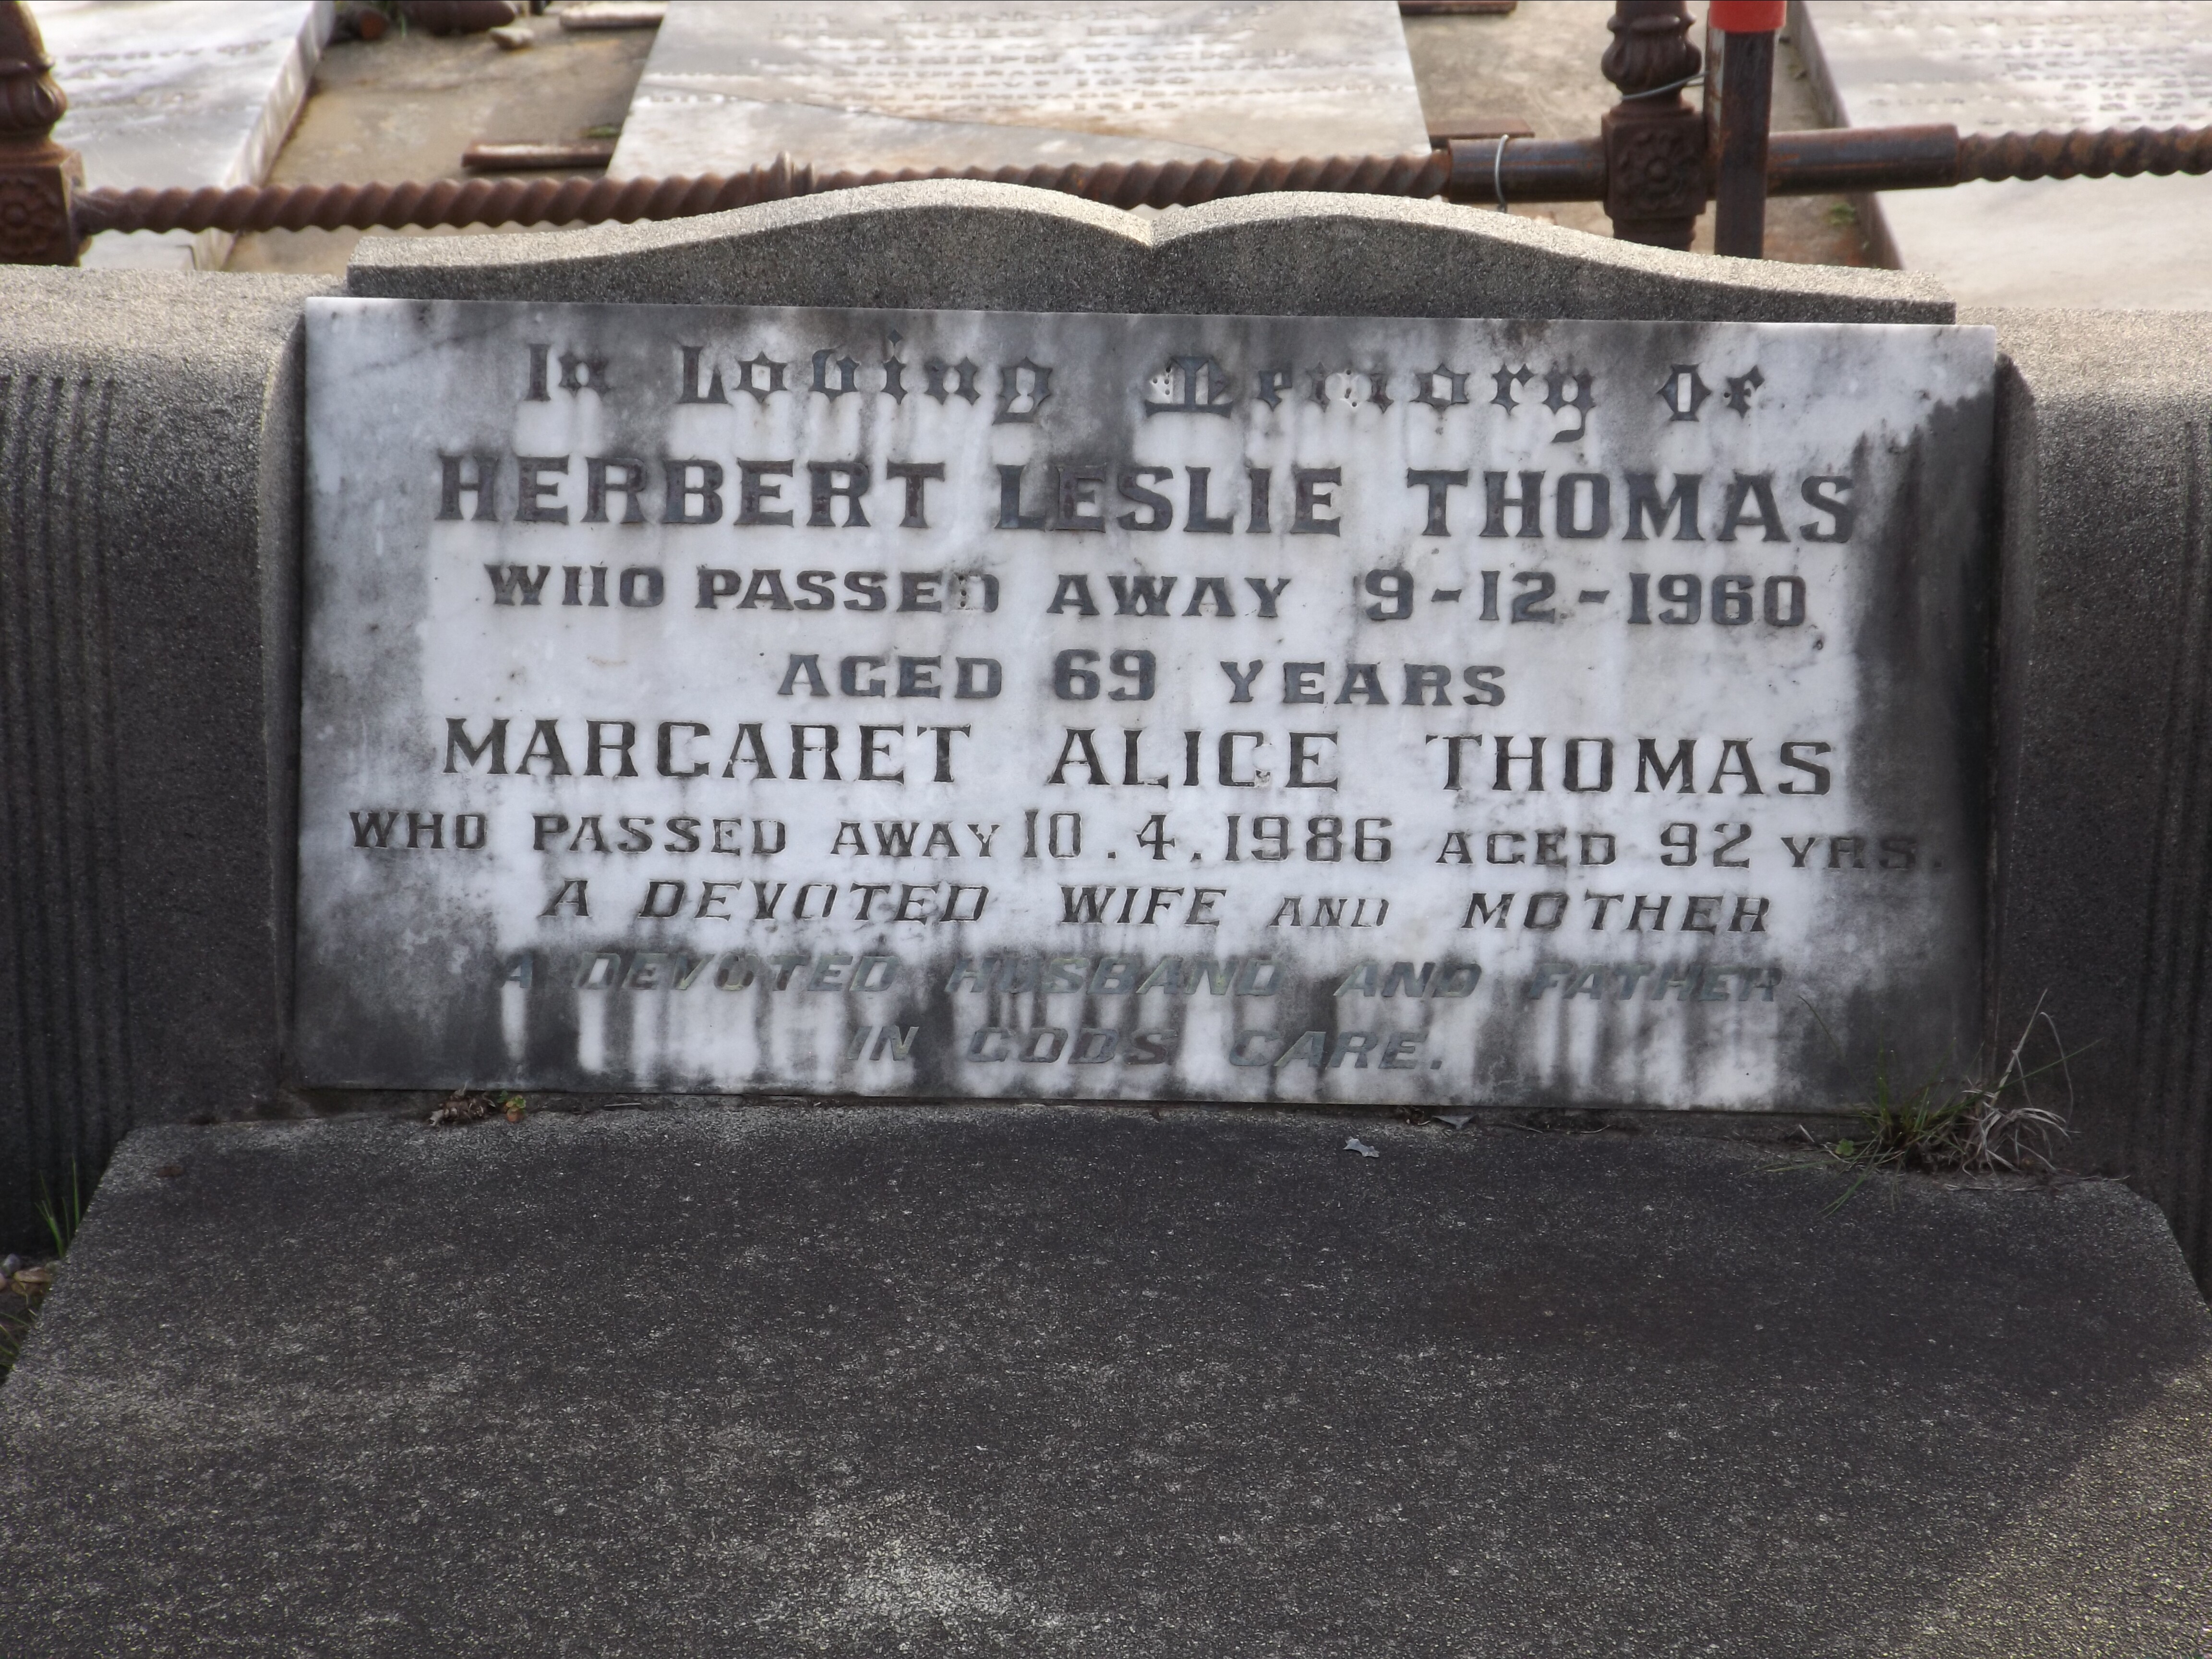 In Loving Memory Of
HERBERT LESLIE THOMAS
WHO PASSED AWAY 9-12-1960
AGED 69 YEARS
MARGARET ALICE THOMAS
WHO PASSED AWAY 10.4.1986 AGED 92 YRS.
A DEVOTED WIFE AND MOTHER
A DEVOTED HUSBAND AND FATHER
IN GODS CARE.